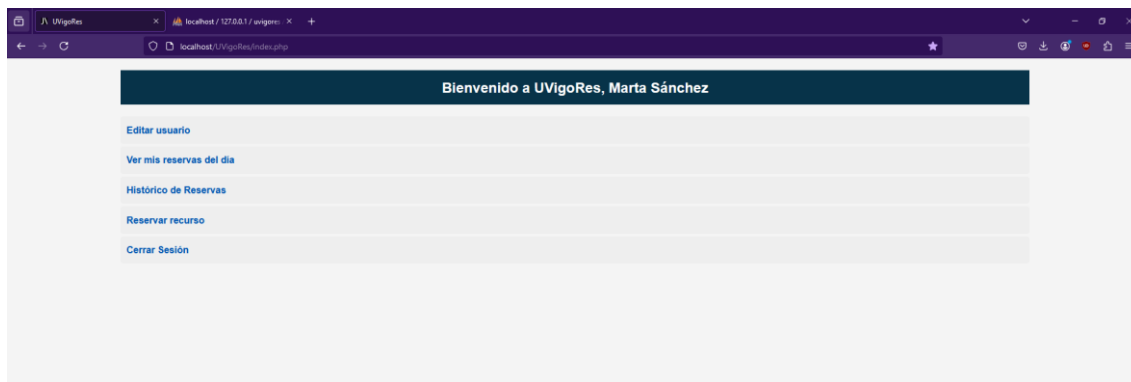 UVigoRes
localhost / 127.0.0.1 / uvigores
localhost/UVigoRes/index.php
Bienvenido a UVigoRes, Marta Sánchez
Editar usuario
Ver mis reservas del dia
Histórico de Reservas
Reservar recurso
Cerrar Sesión